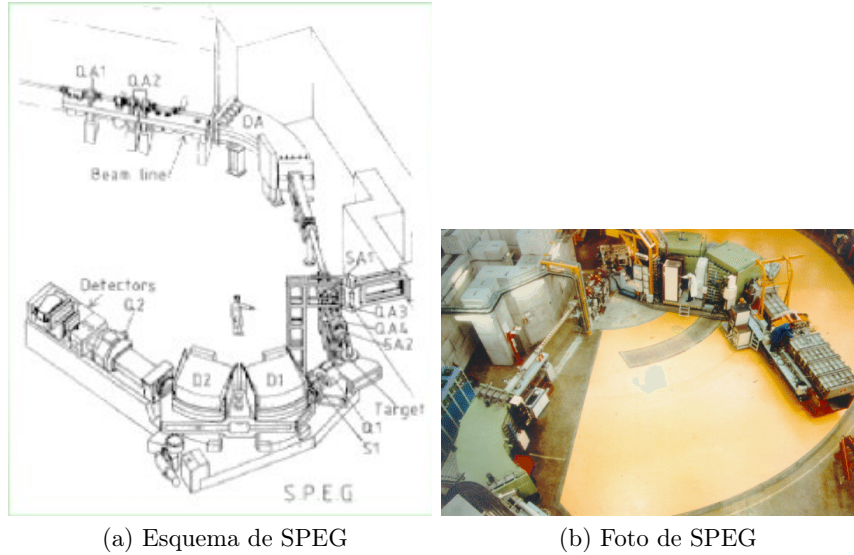 Q.A1
Q.A2
DA
Beam line
SA1
Detectors
Q.2
Q.A3
Q.A4
SA2
D2
D1
Target
Q.1
S1
S.P.E.G
(a) Esquema de SPEG
(b) Foto de SPEG